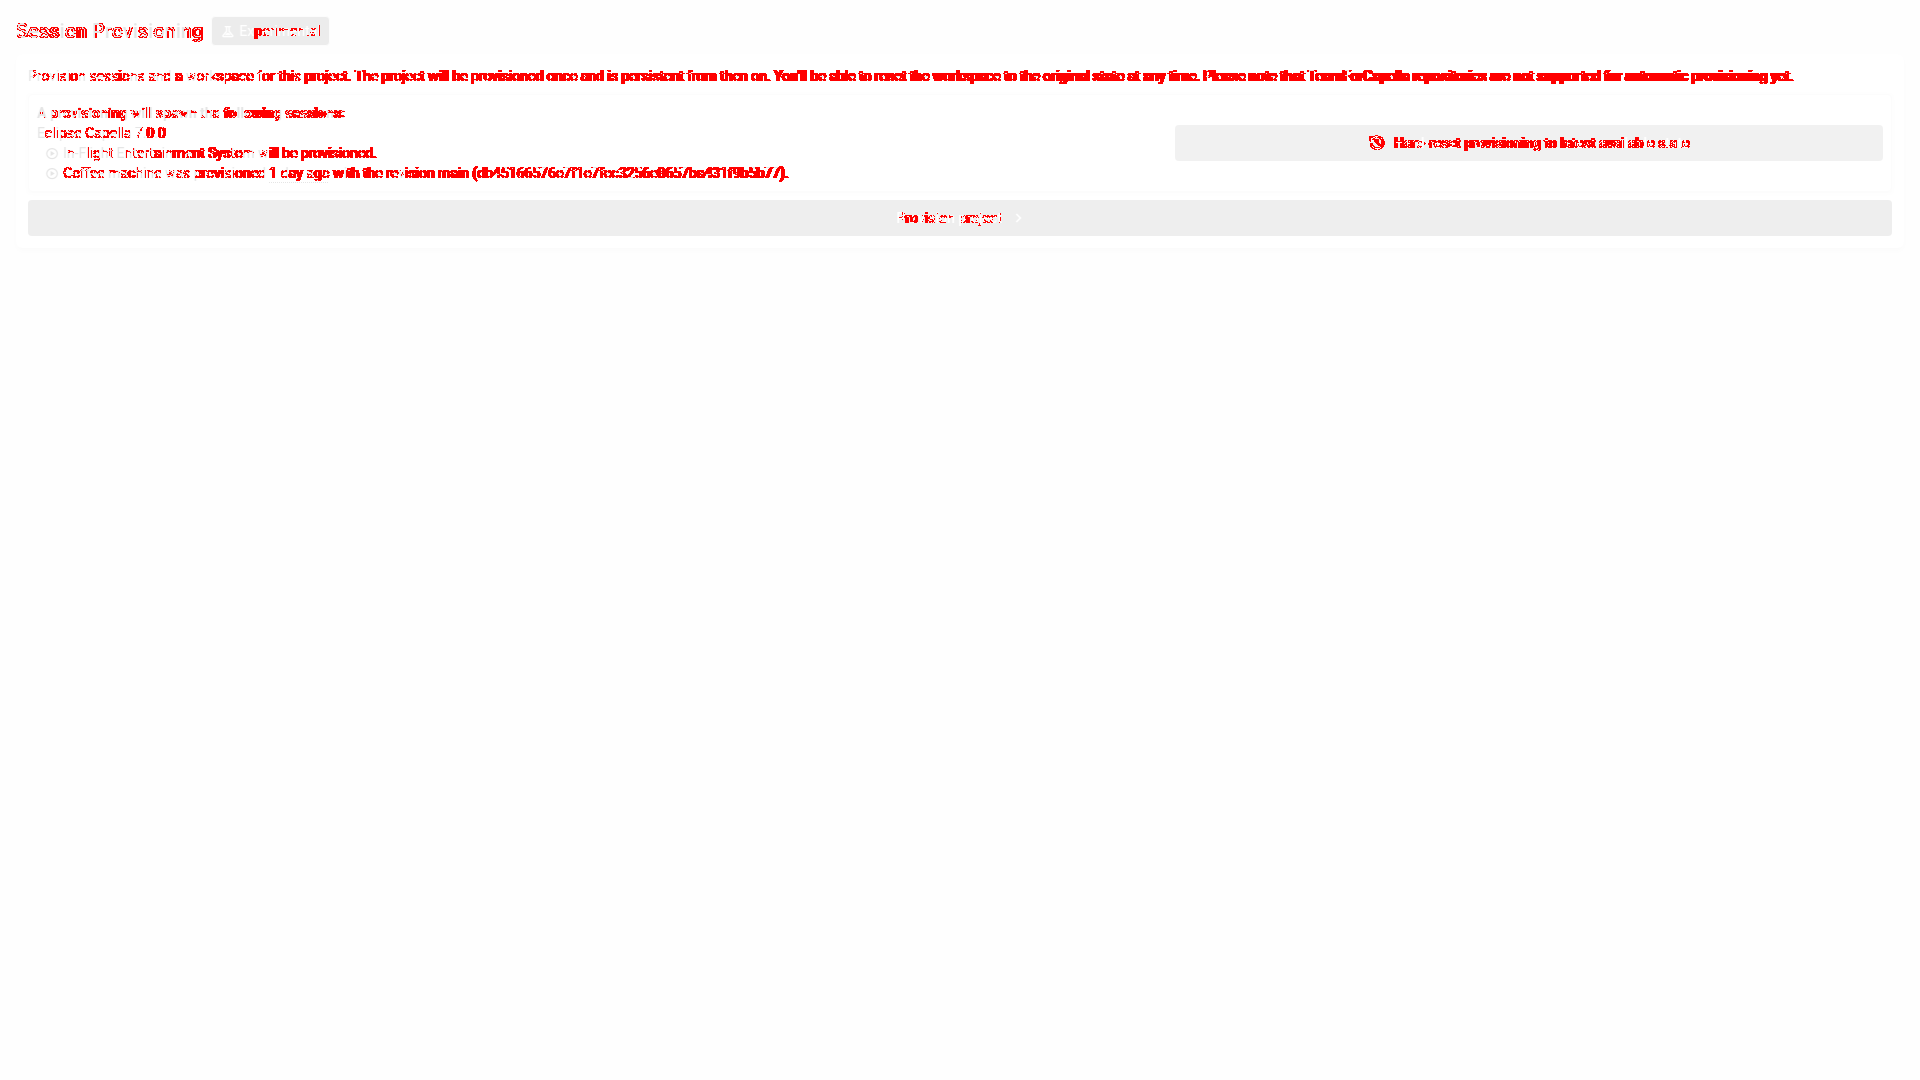 Session Provisioning
Experimental
Provision sessions and a workspace for this project. The project will be provisioned once and is persistent from then on. You'll be able to reset the workspace to the original state at any time. Please note that TeamForCapella repositories are not supported for automatic provisioning yet.
A provisioning will spawn the following sessions:
Eclipse Capella 7.0.0
In-Flight Entertainment System will be provisioned.
Coffee machine was provisioned 1 day ago with the revision main
Hard reset provisioning to latest available
Provision project